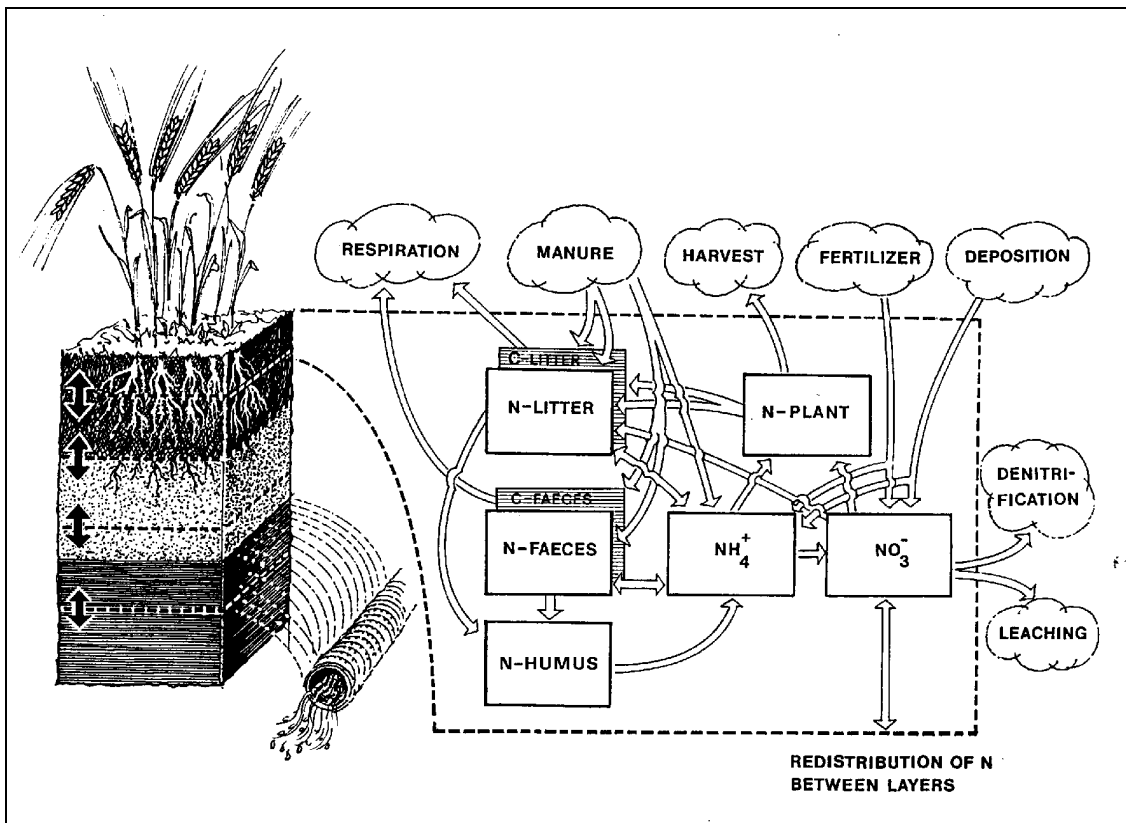 RESPIRATION
MANURE
HARVEST
FERTILIZER
DEPOSITION
C-LITTER
N-LITTER
N-PLANT
DENITRI-
FICATION
C-FAECES
N-FAECES
NH₄⁺
NO₃⁻
LEACHING
N-HUMUS
REDISTRIBUTION OF N
BETWEEN LAYERS